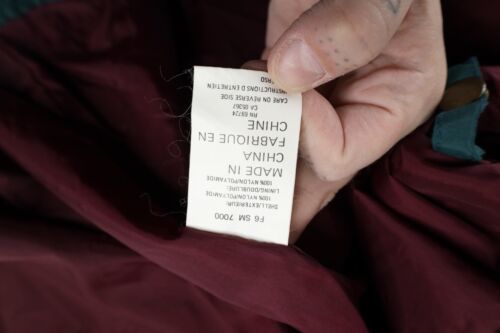 F6 SM 7000
SHELL/EXTERIEUR:
100% NYLON/POLYAMIDE
LINING/DOUBLURE:
100% NYLON/POLYAMIDE
MADE IN
CHINA
FABRIQUE EN
CHINE
RN 69724
CA 05367
CARE ON REVERSE SIDE
INSTRUCTIONS D ENTRETIEN